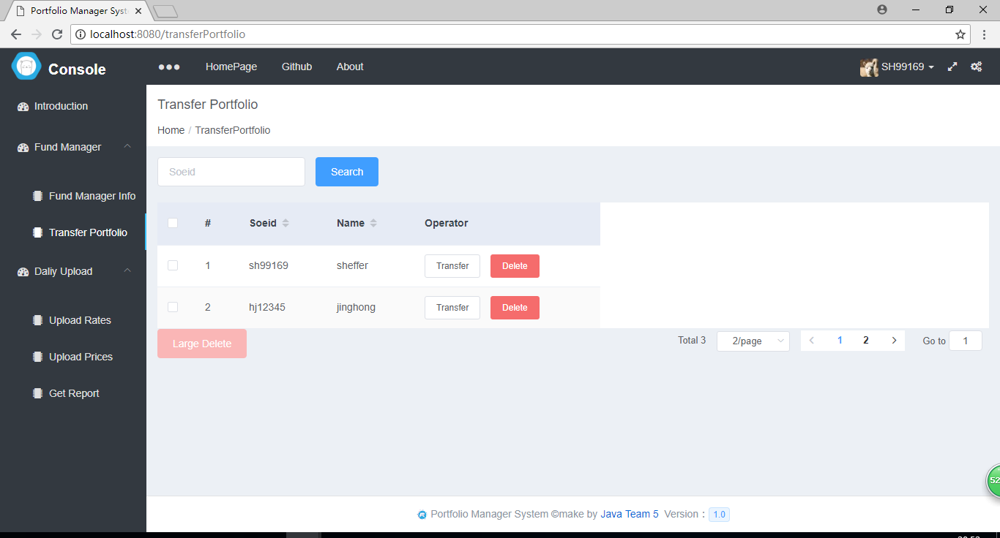 Portfolio Manager Syst
localhost:8080/transferPortfolio
Console
HomePage Github About
SH99169
Introduction
Fund Manager
Fund Manager Info
Transfer Portfolio
Daliy Upload
Upload Rates
Upload Prices
Get Report
Transfer Portfolio
Home / TransferPortfolio
Soeid Search
# Soeid Name Operator
1 sh99169 sheffer Transfer Delete
2 hj12345 jinghong Transfer Delete
Large Delete Total 3 2/page 1 2 Go to 1
52
Portfolio Manager System ©make by Java Team 5 Version : 1.0